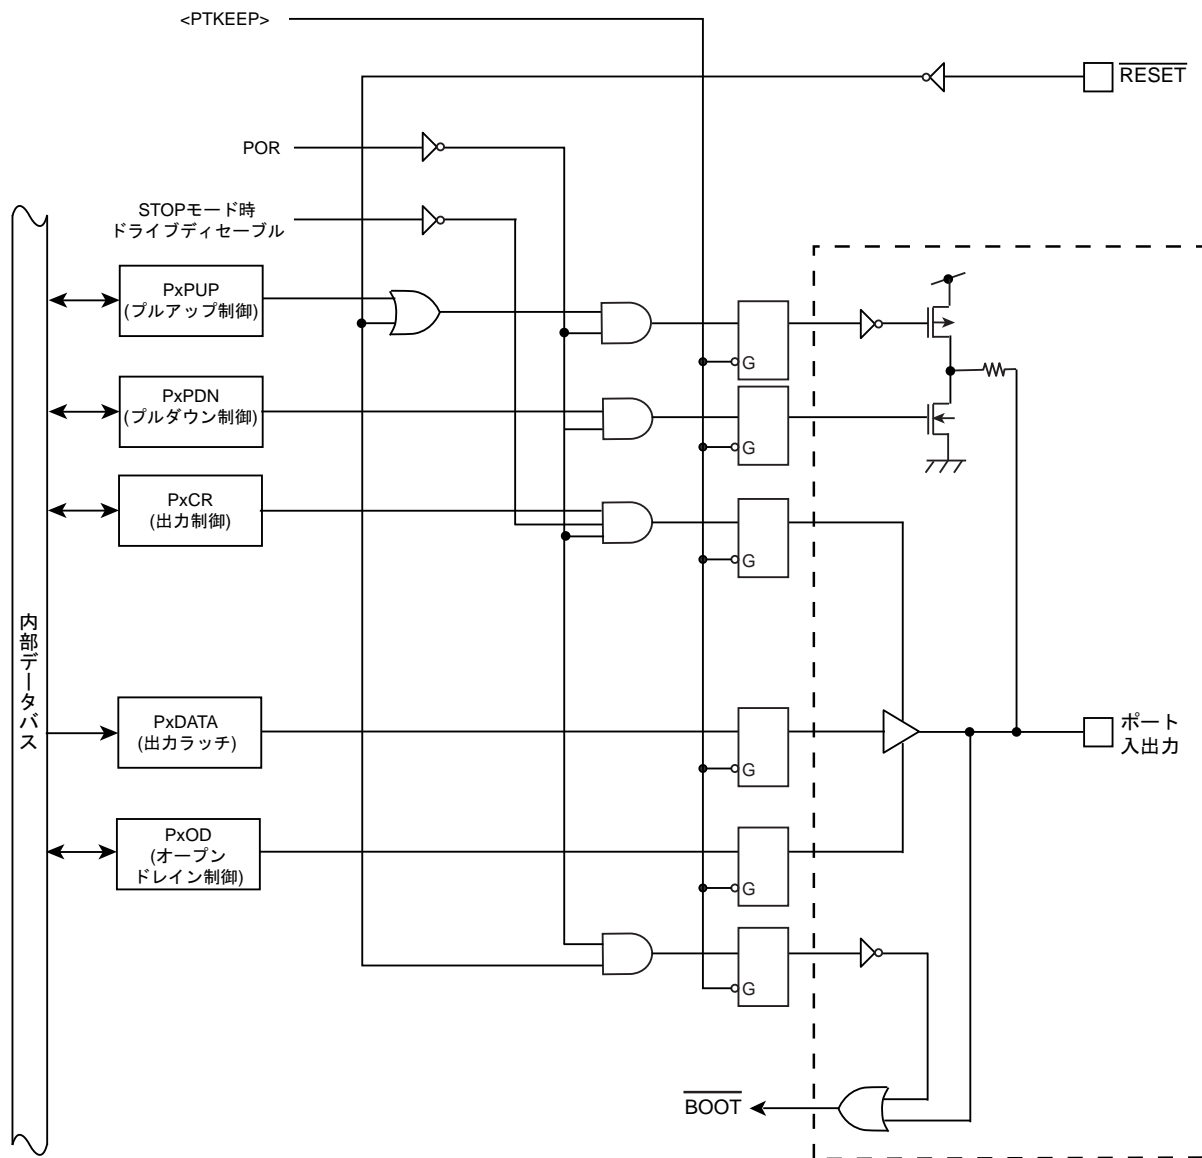 <PTKEEP>
RESET
POR
STOPモード時
ドライブディセーブル
PxPUP
(プルアップ制御)
G
PxPDN
(プルダウン制御)
G
PxCR
(出力制御)
G
内部データバス
PxDATA
(出力ラッチ)
G
ポート
入出力
PxOD
(オープン
ドレイン制御)
G
G
BOOT